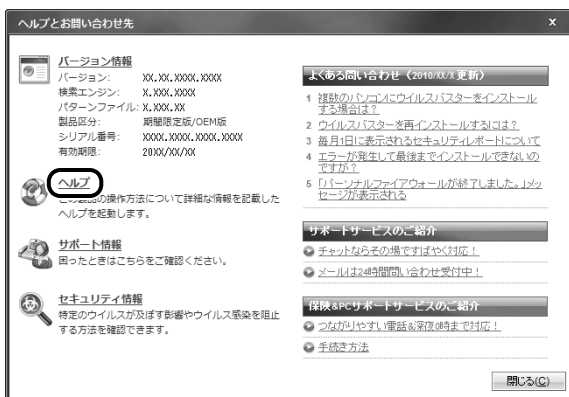 ヘルプとお問い合わせ先
x
バージョン情報
バージョン: XX.XX.XXXX.XXXX
検索エンジン: X.XXX.XXXX
パターンファイル: X.XXX.XX
製品区分: 期間限定版/OEM版
シリアル番号: XXXX.XXXX.XXXX.XXXX
有効期限: 20XX/XX/XX
ヘルプ
この製品の操作方法について詳細な情報を記載した
ヘルプを起動します。
サポート情報
困ったときはこちらをご確認ください。
セキュリティ情報
特定のウイルスが及ぼす影響やウイルス感染を阻止
する方法を確認できます。
よくある問い合わせ（2010/XX/X更新）
1 複数のパソコンにウイルスバスターをインストール
する場合は？
2 ウイルスバスターを再インストールするには？
3 毎月1日に表示されるセキュリティレポートについて
4 エラーが発生して最後までインストールできないの
ですが？
5 「パーソナルファイアウォールが終了しました。」メッ
セージが表示される
サポートサービスのご紹介
チャットならその場ですばやく対応！
メールは24時間問い合わせ受付中！
保険&PCサポートサービスのご紹介
つながりやすい電話&深夜0時まで対応！
手続き方法
閉じる(C)